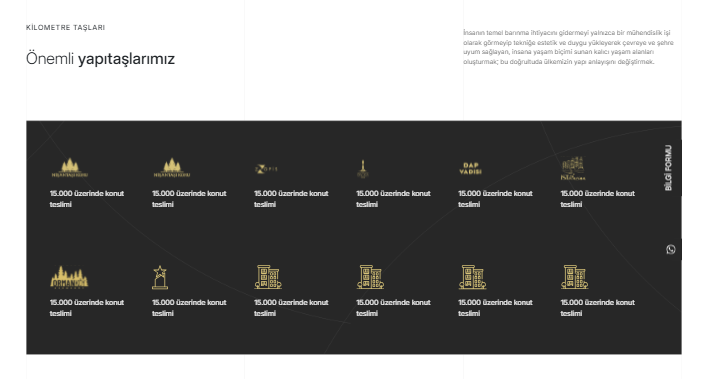 KİLOMETRE TAŞLARI
Önemli yapıtaşlarımız
İnsanın temel barınma ihtiyacını gidermeyi yalnızca bir mühendislik işi
olarak görmeyip tekniğe estetik ve duygu yükleyerek çevreye ve şehre
uyum sağlayan, insana yaşam biçimi sunan kalıcı yaşam alanları
oluşturmak; bu doğrultuda ülkemizin yapı anlayışını değiştirmek.
DAP
VADİSİ
BİLGİ FORMU
15.000 üzerinde konut
teslimi
15.000 üzerinde konut
teslimi
15.000 üzerinde konut
teslimi
15.000 üzerinde konut
teslimi
15.000 üzerinde konut
teslimi
15.000 üzerinde konut
teslimi
15.000 üzerinde konut
teslimi
15.000 üzerinde konut
teslimi
15.000 üzerinde konut
teslimi
15.000 üzerinde konut
teslimi
15.000 üzerinde konut
teslimi
15.000 üzerinde konut
teslimi